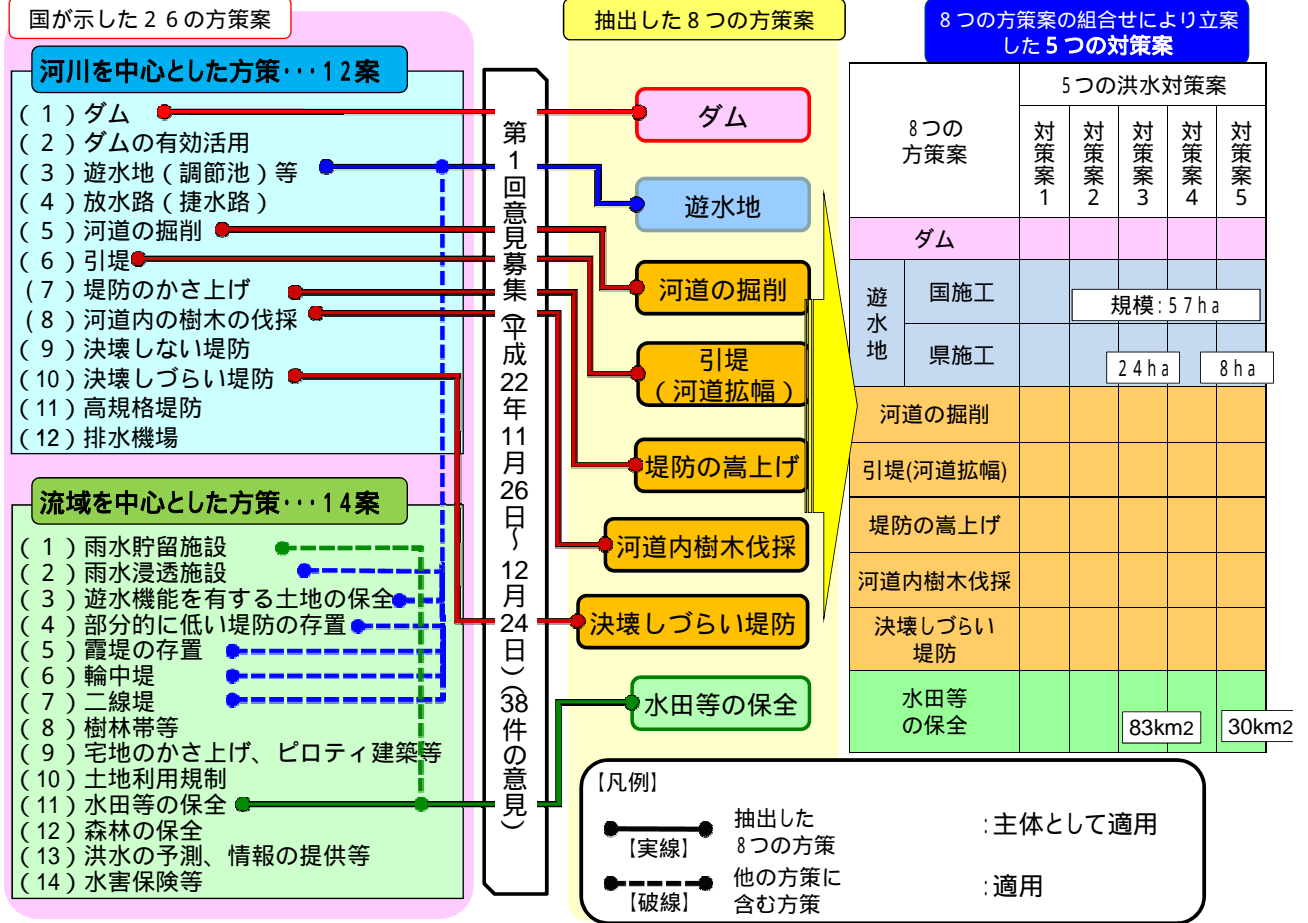 国が示した26の方策案
河川を中心とした方策･･･12案
(1)ダム
(2)ダムの有効活用
(3)遊水地(調節池)等
(4)放水路(捷水路)
(5)河道の掘削
(6)引堤
(7)堤防のかさ上げ
(8)河道内の樹木の伐採
(9)決壊しない堤防
(10)決壊しづらい堤防
(11)高規格堤防
(12)排水機場
流域を中心とした方策･･･14案
(1)雨水貯留施設
(2)雨水浸透施設
(3)遊水機能を有する土地の保全
(4)部分的に低い堤防の存置
(5)霞堤の存置
(6)輪中堤
(7)二線堤
(8)樹林帯等
(9)宅地のかさ上げ、ピロティ建築等
(10)土地利用規制
(11)水田等の保全
(12)森林の保全
(13)洪水の予測、情報の提供等
(14)水害保険等
第1回意見募集(平成22年11月26日~12月24日)(38件の意見)
抽出した8つの方策案
ダム
遊水地
河道の掘削
引堤
(河道拡幅)
堤防の嵩上げ
河道内樹木伐採
決壊しづらい堤防
水田等の保全
8つの方策案の組合せにより立案
した5つの対策案
8つの
方策案
5つの洪水対策案
対策案1
対策案2
対策案3
対策案4
対策案5
ダム
遊水地
国施工
規模:57ha
県施工
24ha
8ha
河道の掘削
引堤(河道拡幅)
堤防の嵩上げ
河道内樹木伐採
決壊しづらい
堤防
水田等
の保全
83km2
30km2
【凡例】
【実線】
抽出した
8つの方策
:主体として適用
【破線】
他の方策に
含む方策
:適用